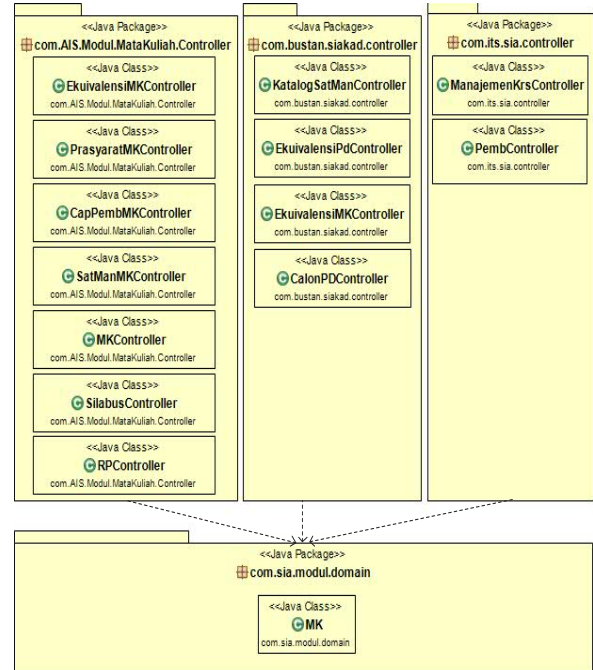 <<Java Package>>
com.AIS.Modul.MataKuliah.Controller
<<Java Class>>
EkuivalensiMKController
com.AIS.Modul.MataKuliah.Controller
<<Java Class>>
PrasyaratMKController
com.AIS.Modul.MataKuliah.Controller
<<Java Class>>
CapPembMKController
com.AIS.Modul.MataKuliah.Controller
<<Java Class>>
SatManMKController
com.AIS.Modul.MataKuliah.Controller
<<Java Class>>
MKController
com.AIS.Modul.MataKuliah.Controller
<<Java Class>>
SilabusController
com.AIS.Modul.MataKuliah.Controller
<<Java Class>>
RPController
com.AIS.Modul.MataKuliah.Controller
<<Java Package>>
com.bustan.siakad.controller
<<Java Class>>
KatalogSatManController
com.bustan.siakad.controller
<<Java Class>>
EkuivalensiPdController
com.bustan.siakad.controller
<<Java Class>>
EkuivalensiMKController
com.bustan.siakad.controller
<<Java Class>>
CalonPDController
com.bustan.siakad.controller
<<Java Package>>
com.its.sia.controller
<<Java Class>>
ManajemenKrsController
com.its.sia.controller
<<Java Class>>
PembController
com.its.sia.controller
<<Java Package>>
com.sia.modul.domain
<<Java Class>>
MK
com.sia.modul.domain